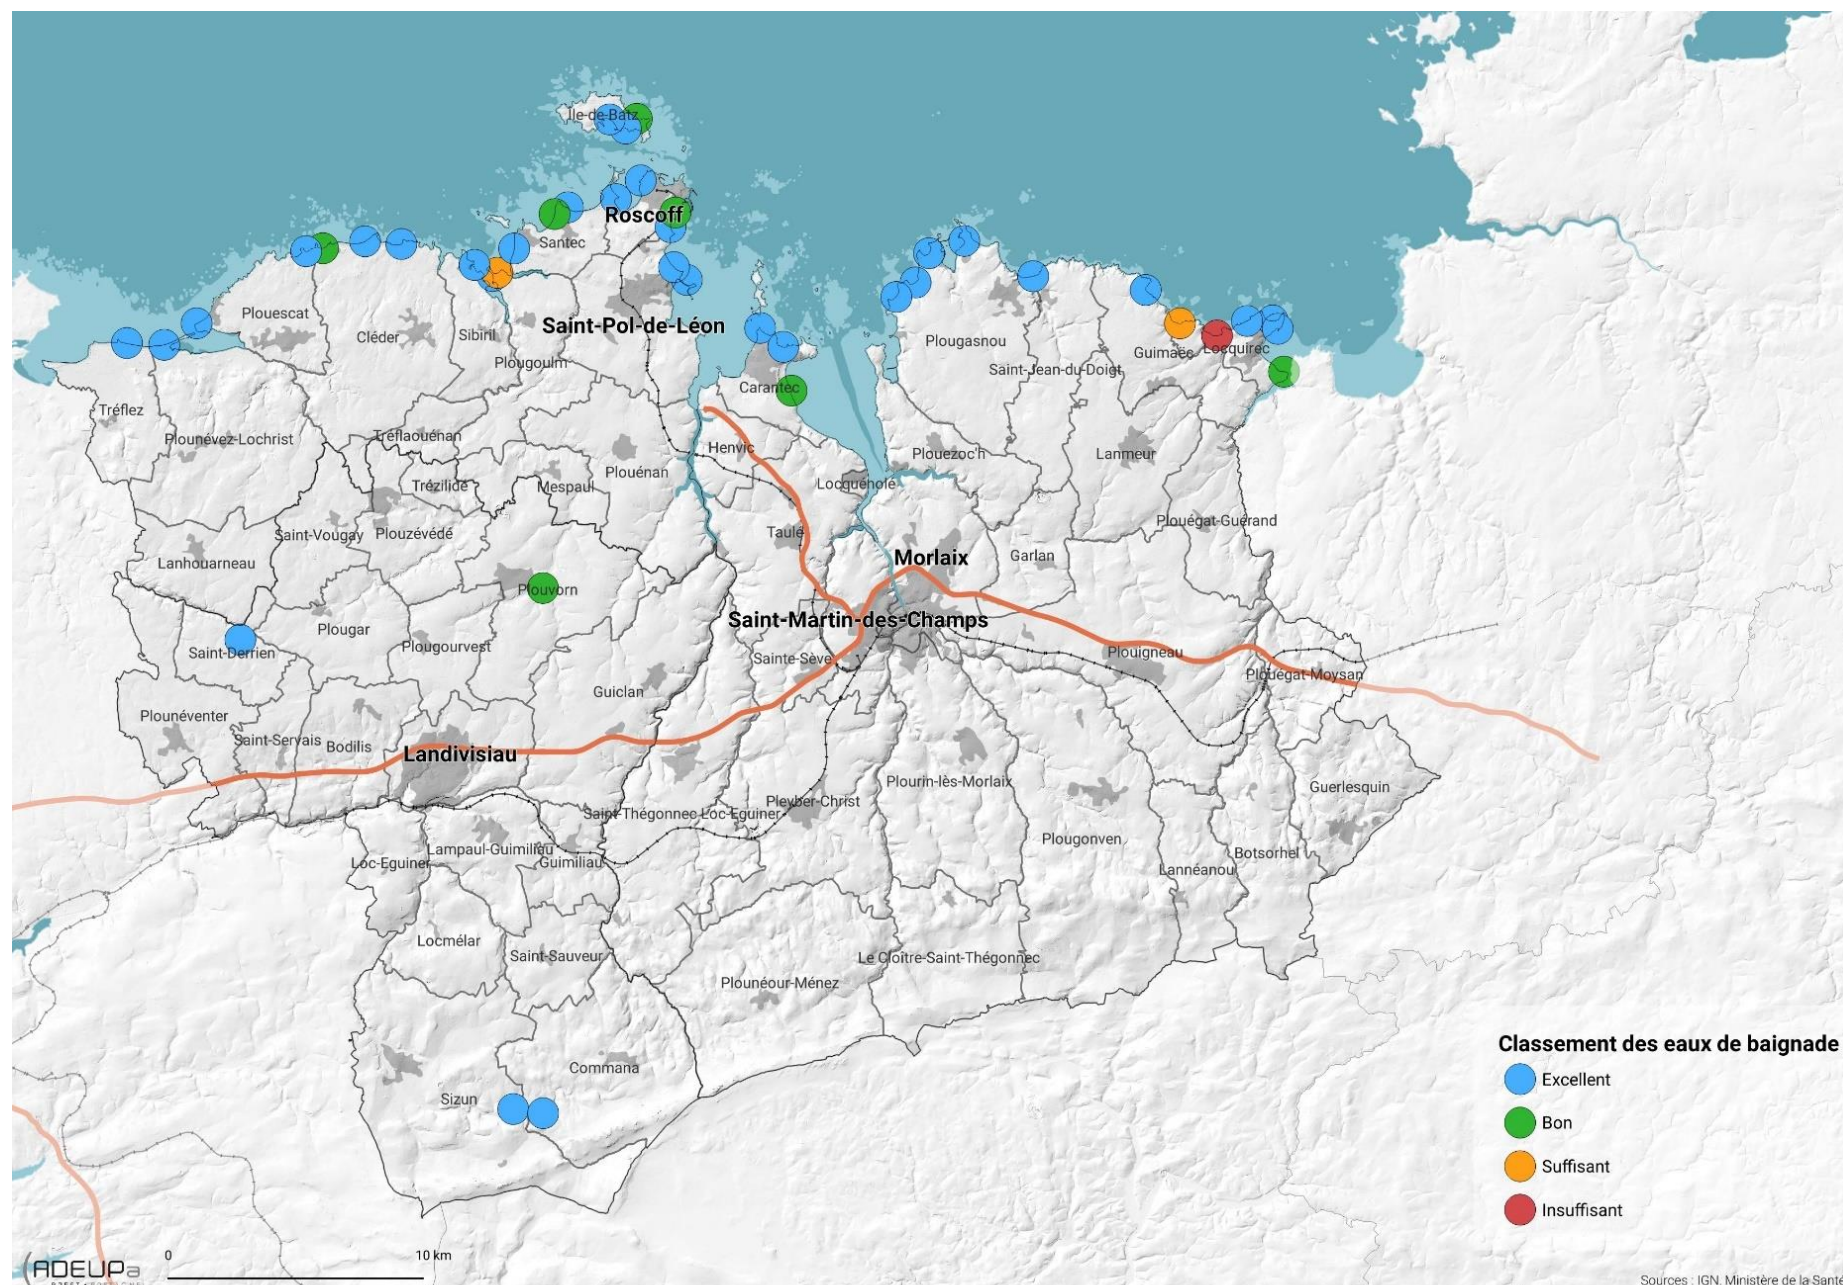 Île-de-Batz
Roscoff
Santec
Plouescat
Cléder
Sibiril
Saint-Pol-de-Léon
Plougoulm
Plougasnou
Guimaëc
Locquirec
Saint-Jean-du-Doigt
Carantec
Tréflez
Plounévez-Lochrist
Tréflaouénan
Henvic
Plouezoc'h
Lanmeur
Plouénan
Trézilidé
Mespaul
Locquénolé
Plouégat-Guérand
Saint-Vougay
Plouzévédé
Taulé
Lanhouarneau
Morlaix
Garlan
Plouvorn
Saint-Martin-des-Champs
Plougar
Saint-Derrien
Plougourvest
Sainte-Sève
Plouigneau
Plouégat-Moysan
Guiclan
Plounéventer
Saint-Servais
Bodilis
Landivisiau
Plourin-lès-Morlaix
Guerlesquin
Pleyber-Christ
Saint-Thégonnec Loc-Eguiner
Plougonven
Lampaul-Guimiliau
Loc-Eguiner
Guimiliau
Botsorhel
Lannéanou
Locmélar
Saint-Sauveur
Le Cloître-Saint-Thégonnec
Plounéour-Ménez
Commana
Sizun
Classement des eaux de baignade
Excellent
Bon
Suffisant
Insuffisant
0
10 km
ADEUPa
Sources : IGN, Ministère de la Santé